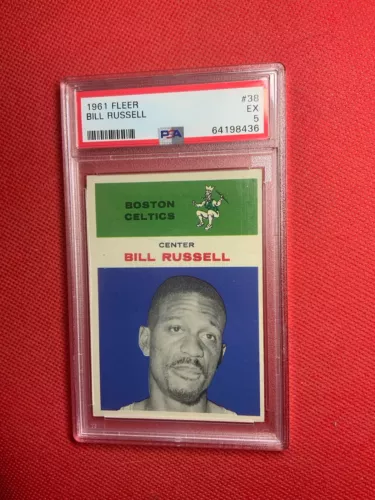 1961 FLEER #38
BILL RUSSELL EX
5
PSA 64198436
BOSTON
CELTICS
CENTER
BILL RUSSELL